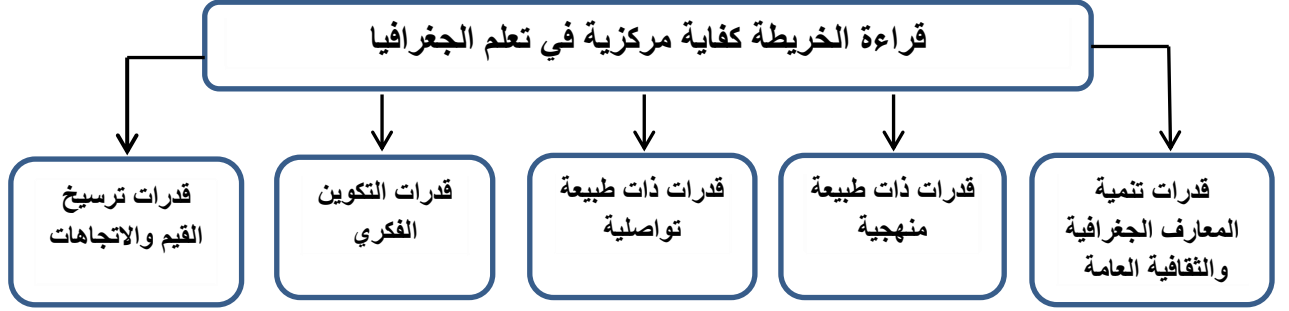 قراءة الخريطة كفاية مركزية في تعلم الجغرافيا
قدرات تنمية
المعارف الجغرافية
والثقافية العامة
قدرات ذات طبيعة
منهجية
قدرات ذات طبيعة
تواصلية
قدرات التكوين
الفكري
قدرات ترسيخ
القيم والاتجاهات